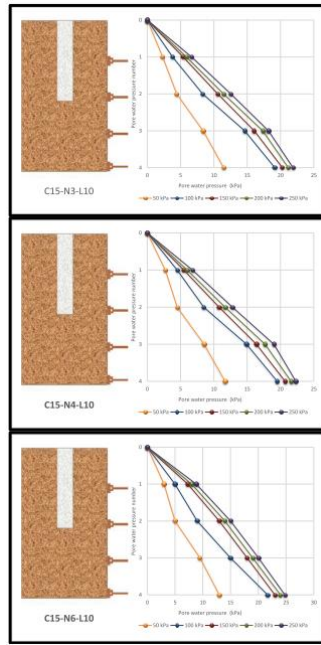 Pore water pressure number
0
1
2
3
4
0 5 10 15 20 25
Pore water pressure (kPa)
50 kPa 100 kPa 150 kPa 200 kPa 250 kPa
C15-N3-L10
Pore water pressure number
0
1
2
3
4
0 5 10 15 20 25
Pore water pressure (kPa)
50 kPa 100 kPa 150 kPa 200 kPa 250 kPa
C15-N4-L10
Pore water pressure number
0
1
2
3
4
0 5 10 15 20 25 30
Pore water pressure (kPa)
50 kPa 100 kPa 150 kPa 200 kPa 250 kPa
C15-N6-L10